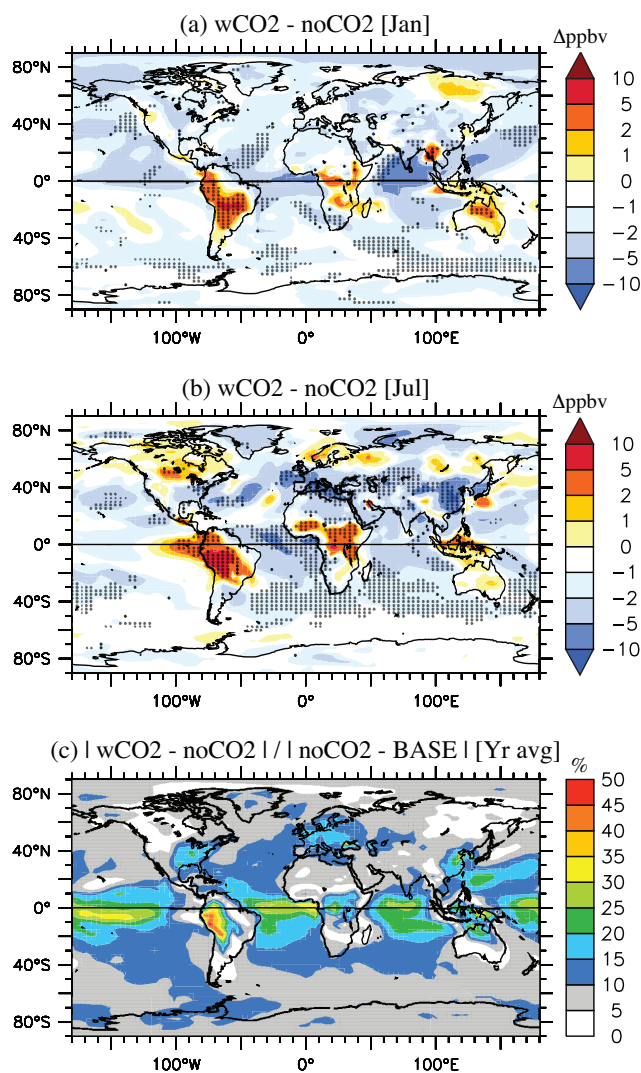 (a) wCO2 - noCO2 [Jan]
Δppbv
80°N
40°N
0°
40°S
80°S
100°W 0° 100°E
10
5
2
1
0
−1
−2
−5
−10
(b) wCO2 - noCO2 [Jul]
Δppbv
80°N
40°N
0°
40°S
80°S
100°W 0° 100°E
10
5
2
1
0
−1
−2
−5
−10
(c) | wCO2 - noCO2 | / | noCO2 - BASE | [Yr avg]
%
80°N
40°N
0°
40°S
80°S
100°W 0° 100°E
50
45
40
35
30
25
20
15
10
5
0